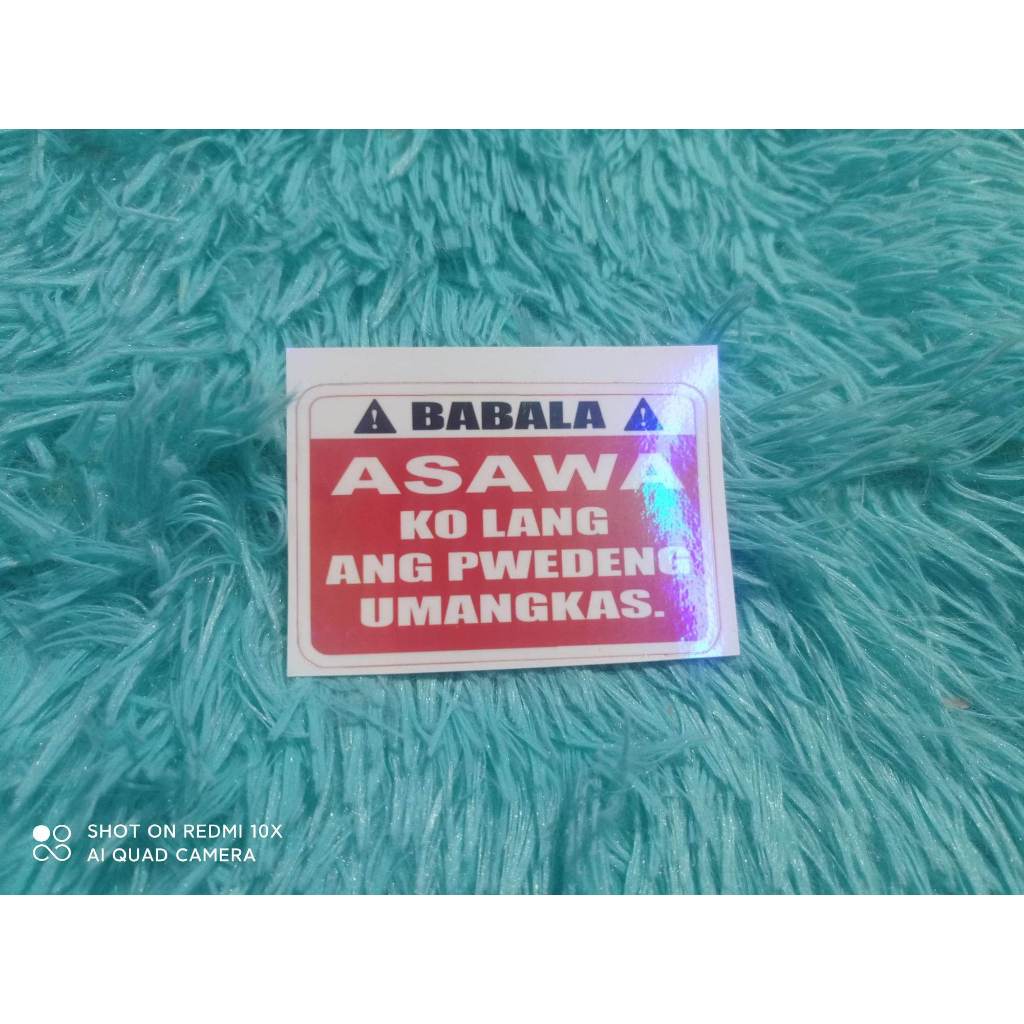 BABALA
ASAWA
KO LANG
ANG PWEDENG
UMANGKAS.
SHOT ON REDMI 10X
AI QUAD CAMERA